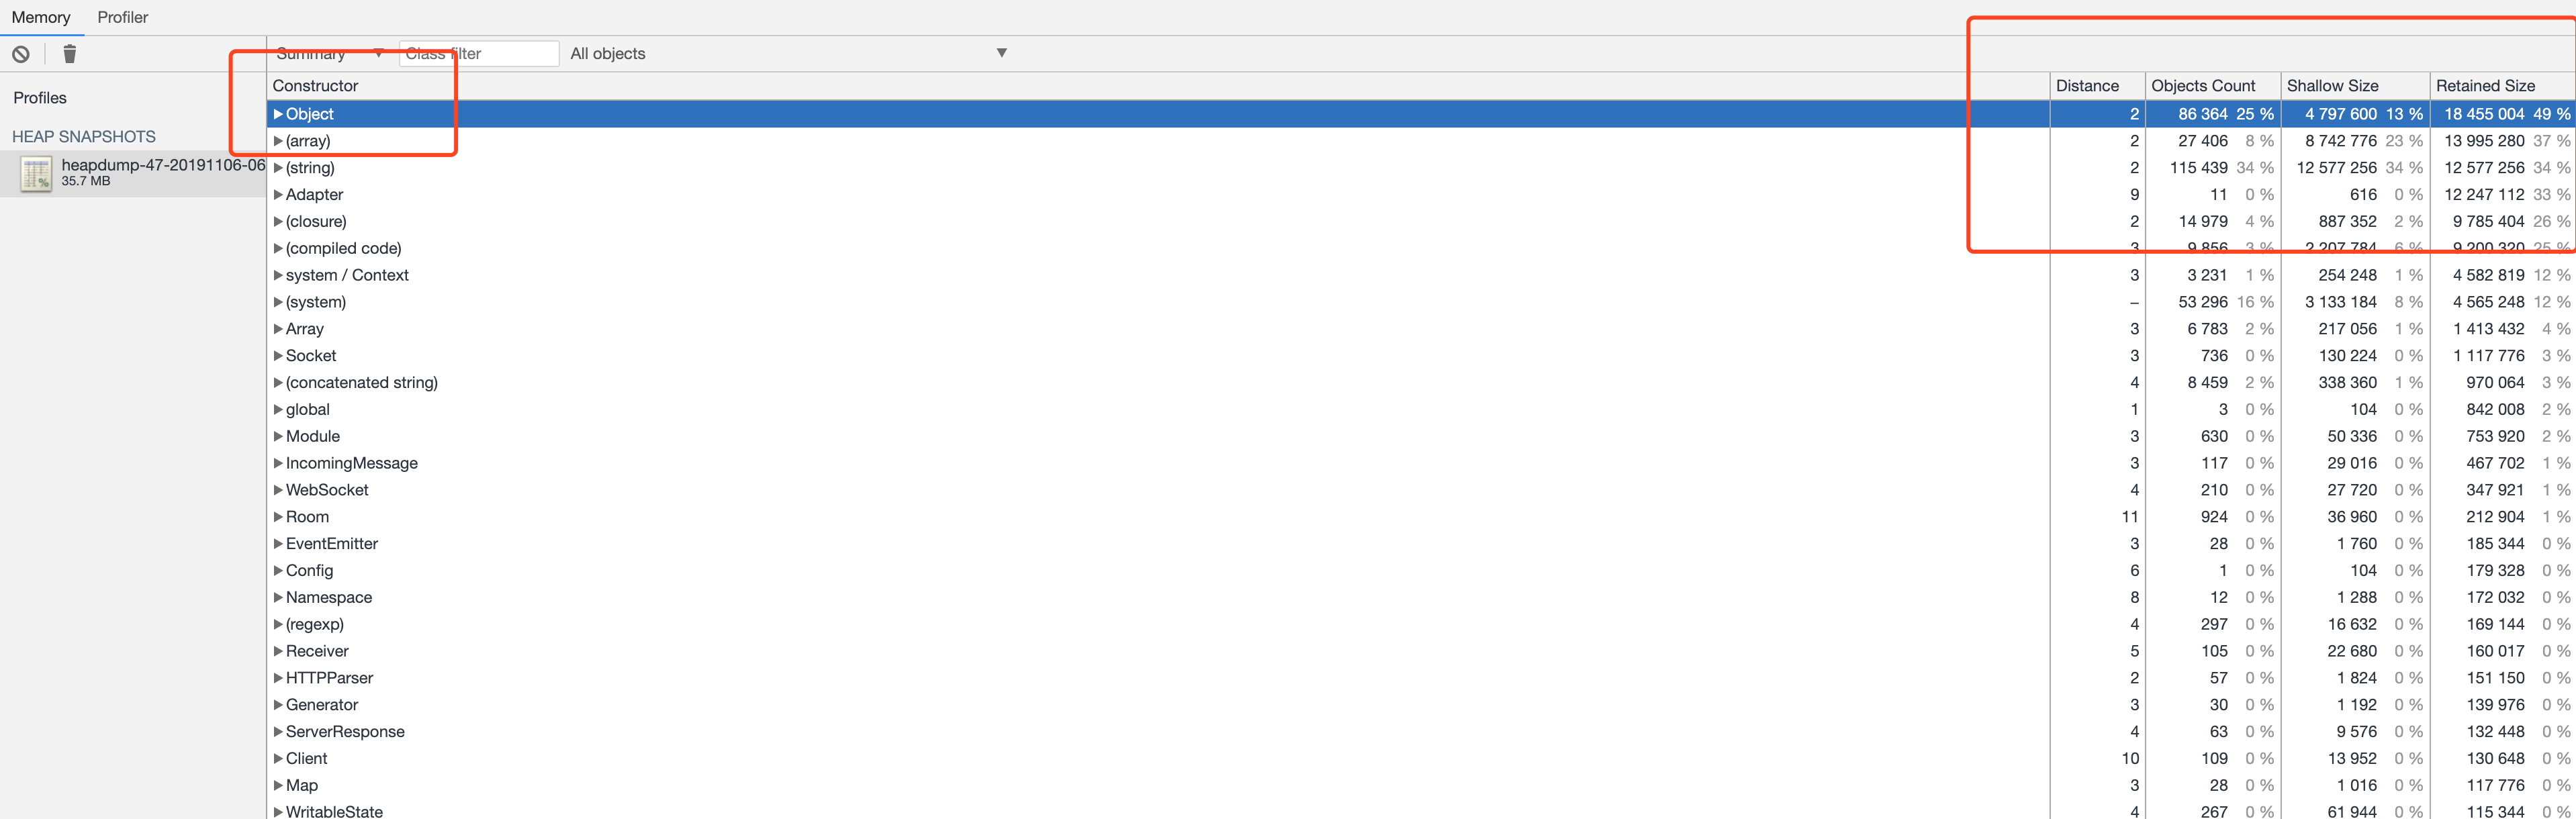 Memory Profiler
Summary Class filter All objects
Profiles
HEAP SNAPSHOTS
heapdump-47-20191106-06
35.7 MB
Constructor Distance Objects Count Shallow Size Retained Size
Object 2 86 364 25 % 4 797 600 13 % 18 455 004 49 %
(array) 2 27 406 8 % 8 742 776 23 % 13 995 280 37 %
(string) 2 115 439 34 % 12 577 256 34 % 12 577 256 34 %
Adapter 9 11 0 % 616 0 % 12 247 112 33 %
(closure) 2 14 979 4 % 887 352 2 % 9 785 404 26 %
(compiled code) 3 9 856 3 % 2 207 784 6 % 9 200 320 25 %
system / Context 3 3 231 1 % 254 248 1 % 4 582 819 12 %
(system) – 53 296 16 % 3 133 184 8 % 4 565 248 12 %
Array 3 6 783 2 % 217 056 1 % 1 413 432 4 %
Socket 3 736 0 % 130 224 0 % 1 117 776 3 %
(concatenated string) 4 8 459 2 % 338 360 1 % 970 064 3 %
global 1 3 0 % 104 0 % 842 008 2 %
Module 3 630 0 % 50 336 0 % 753 920 2 %
IncomingMessage 3 117 0 % 29 016 0 % 467 702 1 %
WebSocket 4 210 0 % 27 720 0 % 347 921 1 %
Room 11 924 0 % 36 960 0 % 212 904 1 %
EventEmitter 3 28 0 % 1 760 0 % 185 344 0 %
Config 6 1 0 % 104 0 % 179 328 0 %
Namespace 8 12 0 % 1 288 0 % 172 032 0 %
(regexp) 4 297 0 % 16 632 0 % 169 144 0 %
Receiver 5 105 0 % 22 680 0 % 160 017 0 %
HTTPParser 2 57 0 % 1 824 0 % 151 150 0 %
Generator 3 30 0 % 1 192 0 % 139 976 0 %
ServerResponse 4 63 0 % 9 576 0 % 132 448 0 %
Client 10 109 0 % 13 952 0 % 130 648 0 %
Map 3 28 0 % 1 016 0 % 117 776 0 %
WritableState 4 267 0 % 61 944 0 % 115 344 0 %